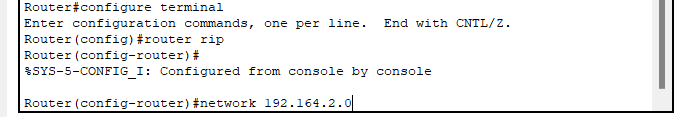 Router#configure terminal
Enter configuration commands, one per line.  End with CNTL/Z.
Router(config)#router rip
Router(config-router)#
%SYS-5-CONFIG_I: Configured from console by console
Router(config-router)#network 192.164.2.0